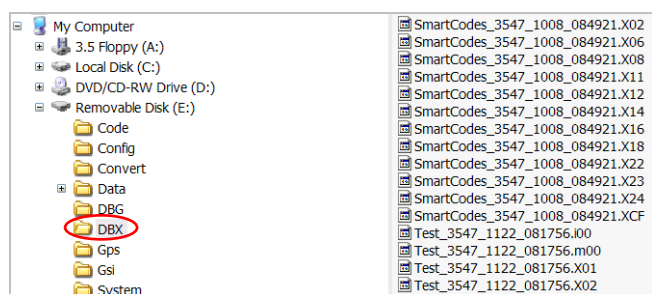 My Computer
3.5 Floppy (A:)
Local Disk (C:)
DVD/CD-RW Drive (D:)
Removable Disk (E:)
Code
Config
Convert
Data
DBG
DBX
Gps
Gsi
System
SmartCodes_3547_1008_084921.X02
SmartCodes_3547_1008_084921.X06
SmartCodes_3547_1008_084921.X08
SmartCodes_3547_1008_084921.X11
SmartCodes_3547_1008_084921.X12
SmartCodes_3547_1008_084921.X14
SmartCodes_3547_1008_084921.X16
SmartCodes_3547_1008_084921.X18
SmartCodes_3547_1008_084921.X22
SmartCodes_3547_1008_084921.X23
SmartCodes_3547_1008_084921.X24
SmartCodes_3547_1008_084921.XCF
Test_3547_1122_081756.i00
Test_3547_1122_081756.m00
Test_3547_1122_081756.X01
Test_3547_1122_081756.X02